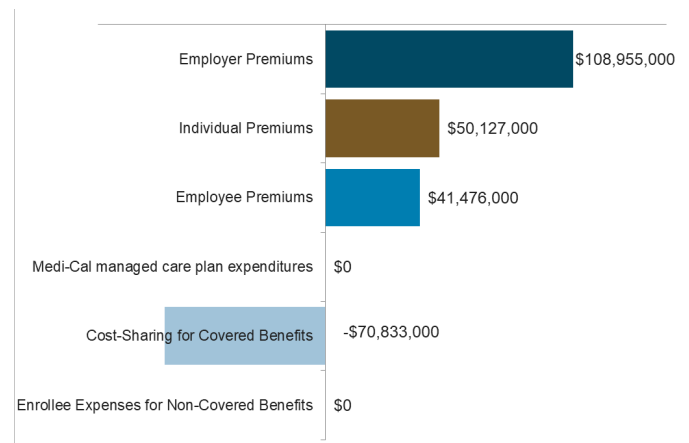 Employer Premiums $108,955,000
Individual Premiums $50,127,000
Employee Premiums $41,476,000
Medi-Cal managed care plan expenditures $0
Cost-Sharing for Covered Benefits -$70,833,000
Enrollee Expenses for Non-Covered Benefits $0